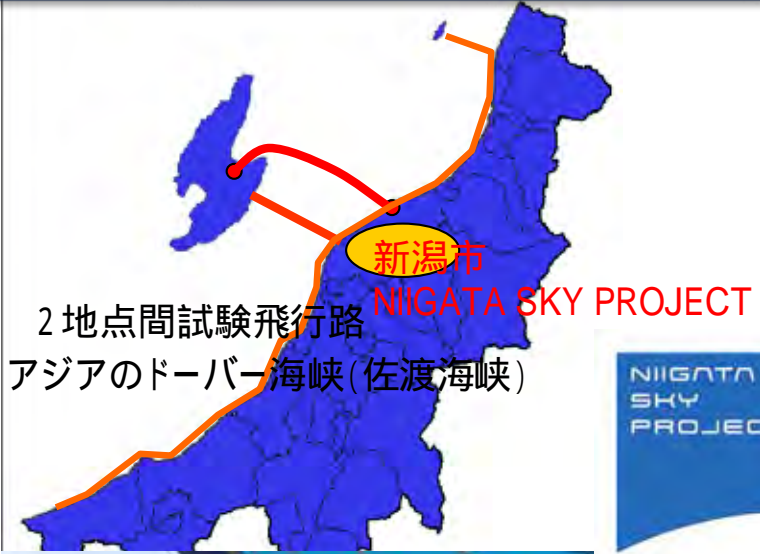 新潟市
NIIGATA SKY PROJECT
2地点間試験飛行路
アジアのドーバー海峡(佐渡海峡)
NIIGATA
SKY
PROJEC